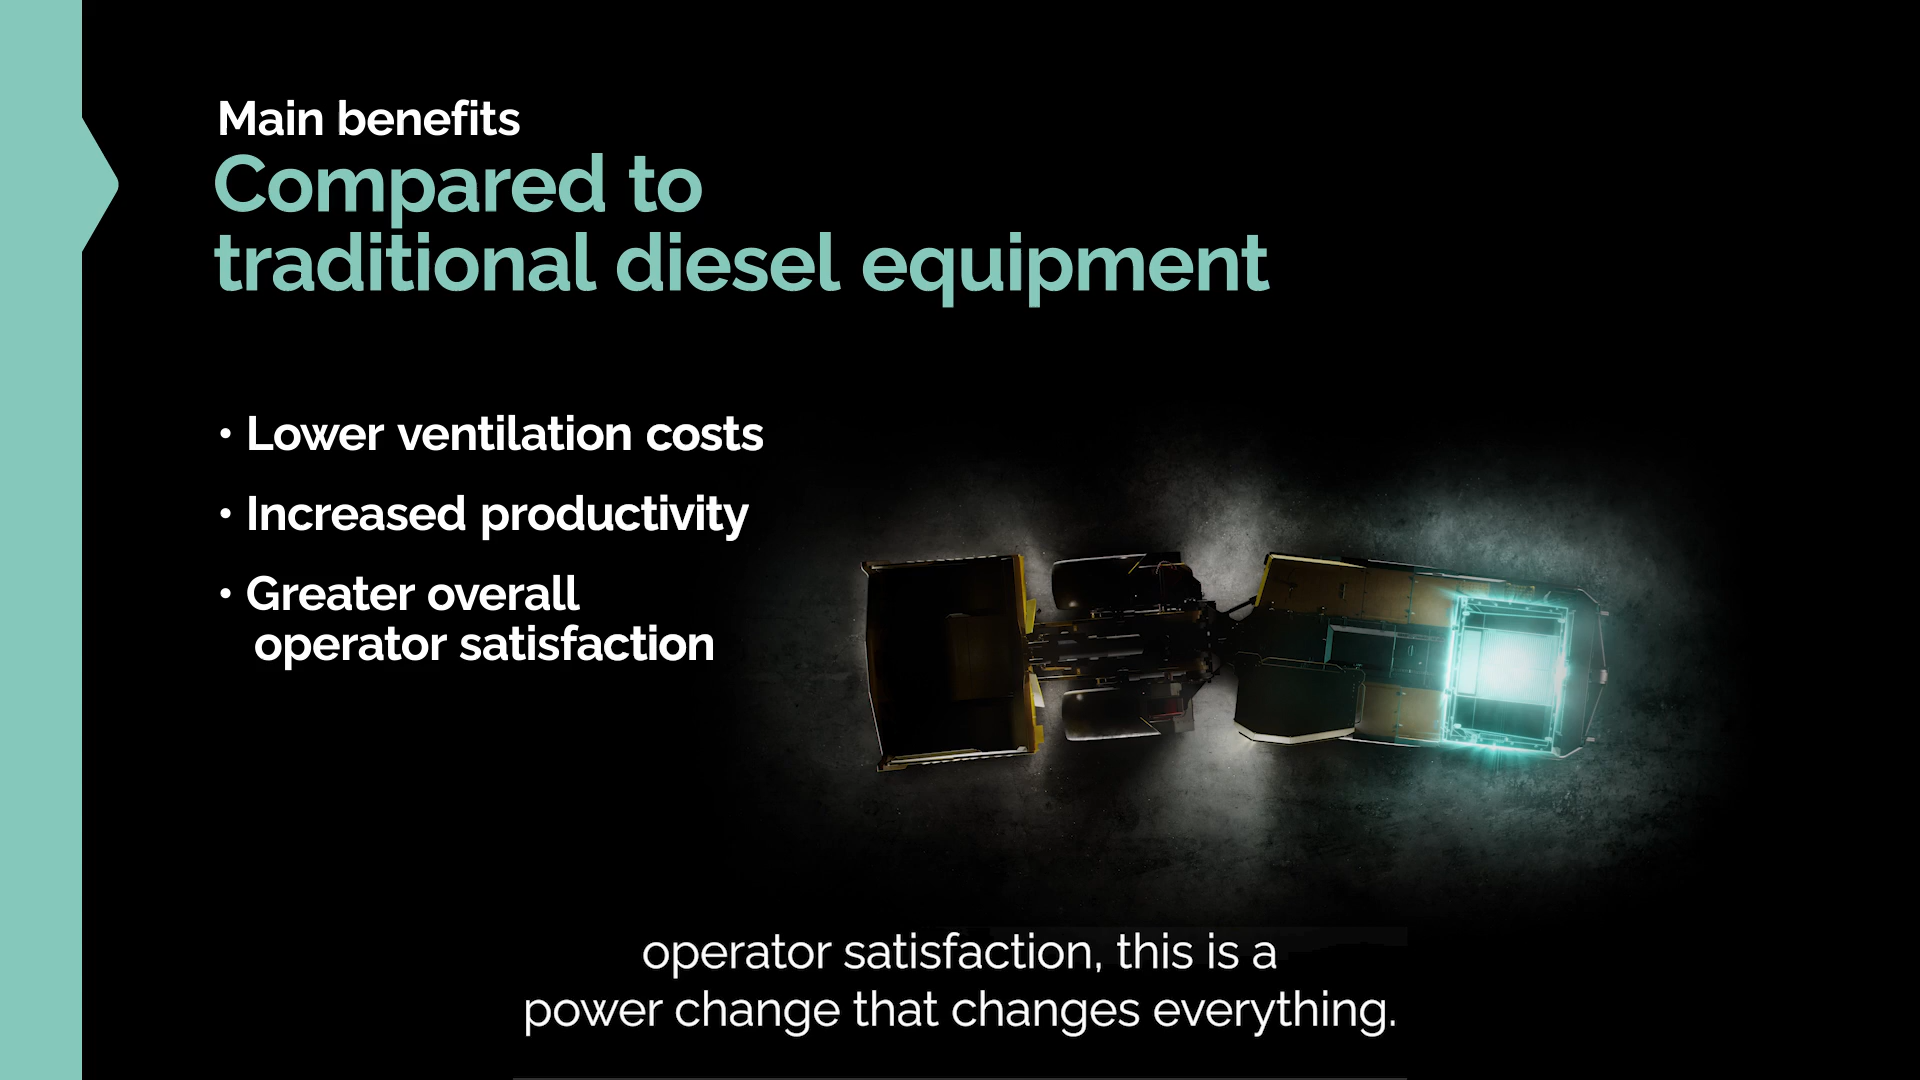 Main benefits
Compared to
traditional diesel equipment
• Lower ventilation costs
• Increased productivity
• Greater overall
operator satisfaction
operator satisfaction, this is a
power change that changes everything.